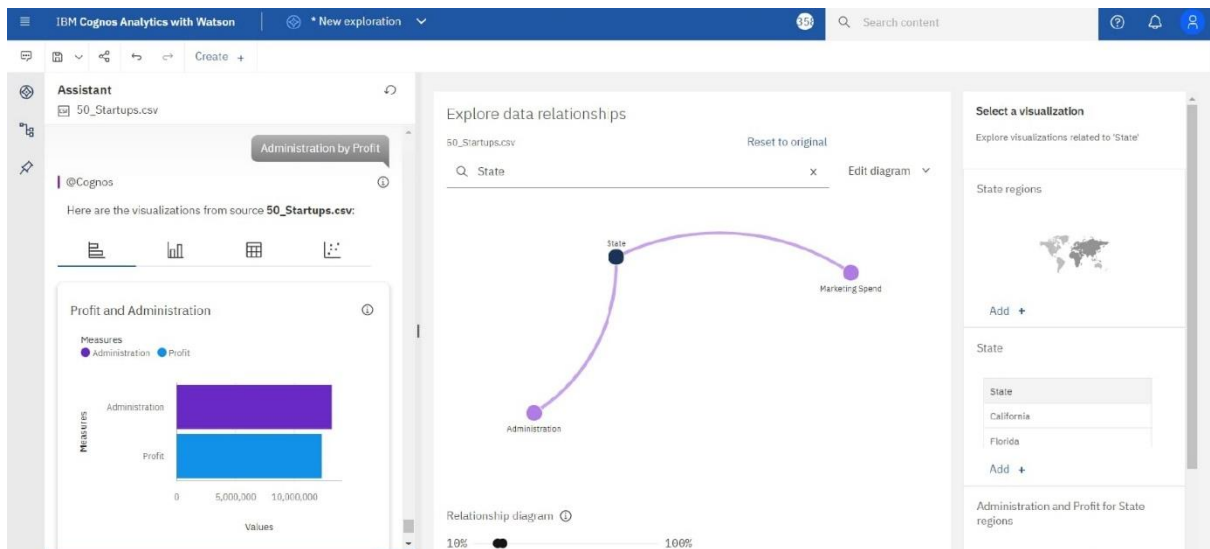 IBM Cognos Analytics with Watson
* New exploration
Search content
Create +
Assistant
50_Startups.csv
Administration by Profit
@Cognos
Here are the visualizations from source 50_Startups.csv:
Profit and Administration
Measures
Administration
Profit
Measures
Administration
Profit
0
5,000,000
10,000,000
Values
Explore data relationships
50_Startups.csv
Reset to original
State
x
Edit diagram
State
Marketing Spend
Administration
Relationship diagram
10%
100%
Select a visualization
Explore visualizations related to 'State'
State regions
Add +
State
State
California
Florida
Add +
Administration and Profit for State
regions